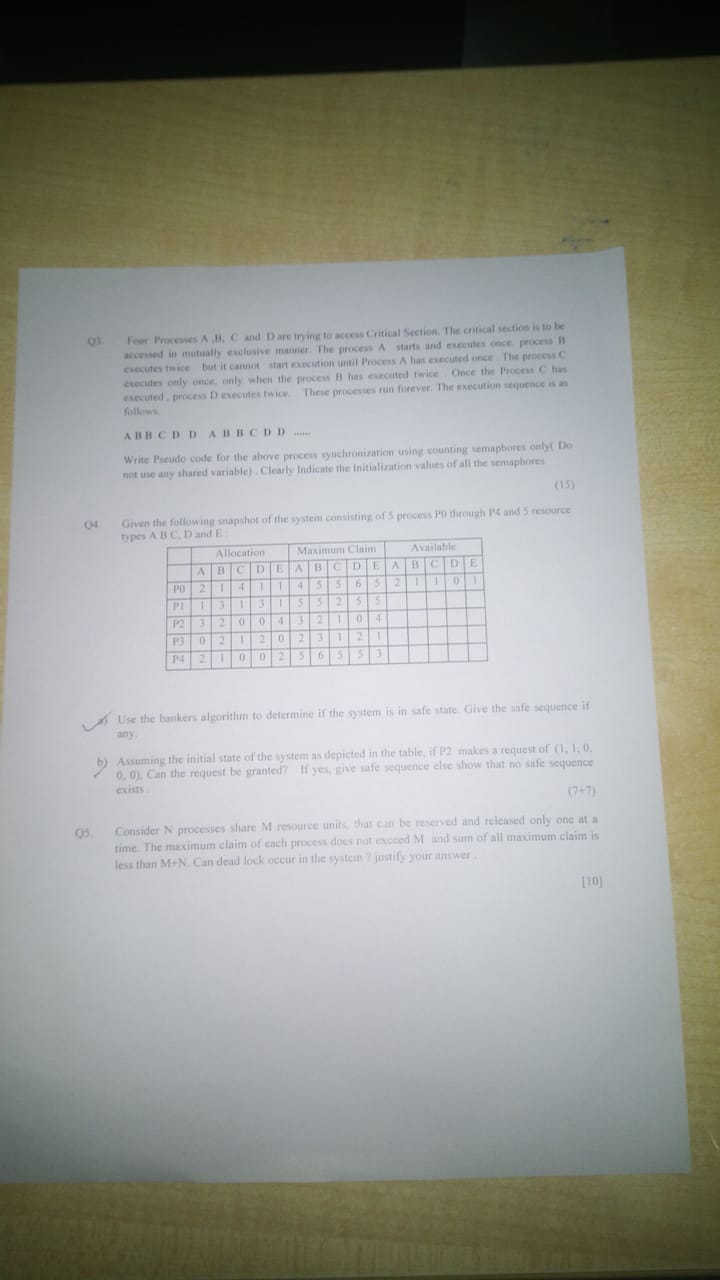 Q3. Four Processes A ,B, C and D are trying to access Critical Section. The critical section is to be
accessed in mutually exclusive manner. The process A starts and executes once. process B
executes twice but it cannot start execution until Process A has executed once . The process C
executes only once, only when the process B has executed twice . Once the Process C has
executed , process D executes twice. These processes run forever. The execution sequence is as
follows.
A B B C D D A B B C D D ......
Write Pseudo code for the above process synchronization using counting semaphores only( Do
not use any shared variable) . Clearly Indicate the Initialization values of all the semaphores.
(15)
Q4. Given the following snapshot of the system consisting of 5 process P0 through P4 and 5 resource
types A B C, D and E :
Allocation Maximum Claim Available
A B C D E A B C D E A B C D E
P0 2 1 4 1 1 4 5 5 6 5 2 1 1 0 1
P1 1 3 1 3 1 5 5 2 5 5
P2 3 2 0 0 4 3 2 1 0 4
P3 0 2 1 2 0 2 3 1 2 1
P4 2 1 0 0 2 5 6 5 5 3
a) Use the bankers algorithm to determine if the system is in safe state. Give the safe sequence if
any.
b) Assuming the initial state of the system as depicted in the table, if P2 makes a request of (1, 1, 0,
0, 0), Can the request be granted? If yes, give safe sequence else show that no safe sequence
exists .
(7+7)
Q5. Consider N processes share M resource units, that can be reserved and released only one at a
time. The maximum claim of each process does not exceed M and sum of all maximum claim is
less than M+N. Can dead lock occur in the system ? justify your answer .
[10]